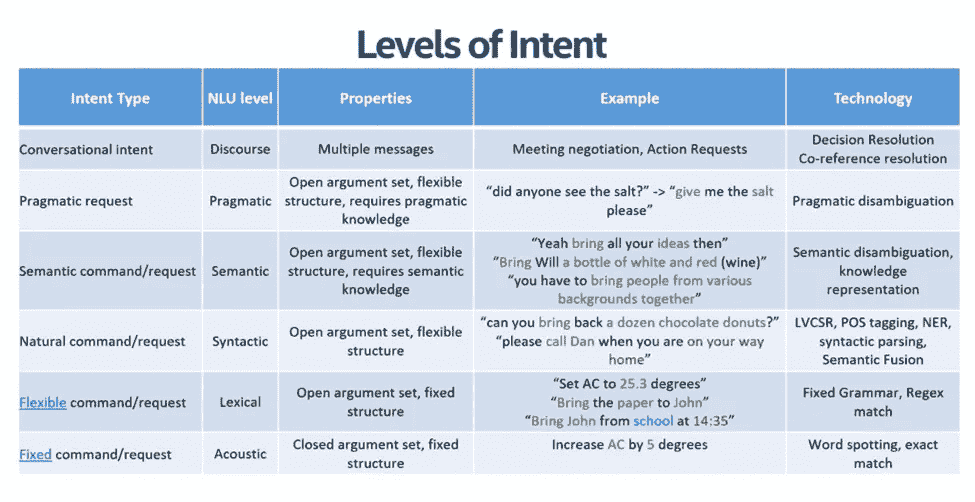 Levels of Intent
Intent Type
NLU level
Properties
Example
Technology
Conversational intent
Discourse
Multiple messages
Meeting negotiation, Action Requests
Decision Resolution
Co-reference resolution
Pragmatic request
Pragmatic
Open argument set, flexible
structure, requires pragmatic
knowledge
“did anyone see the salt?” -> “give me the salt
please”
Pragmatic disambiguation
Semantic command/request
Semantic
Open argument set, flexible
structure, requires semantic
knowledge
“Yeah bring all your ideas then”
“Bring Will a bottle of white and red (wine)”
“you have to bring people from various
backgrounds together”
Semantic disambiguation,
knowledge
representation
Natural command/request
Syntactic
Open argument set, flexible
structure
“can you bring back a dozen chocolate donuts?”
“please call Dan when you are on your way
home”
LVCSR, POS tagging, NER,
syntactic parsing,
Semantic Fusion
Flexible command/request
Lexical
Open argument set, fixed
structure
“Set AC to 25.3 degrees”
“Bring the paper to John”
“Bring John from school at 14:35”
Fixed Grammar, Regex
match
Fixed command/request
Acoustic
Closed argument set, fixed
structure
Increase AC by 5 degrees
Word spotting, exact
match